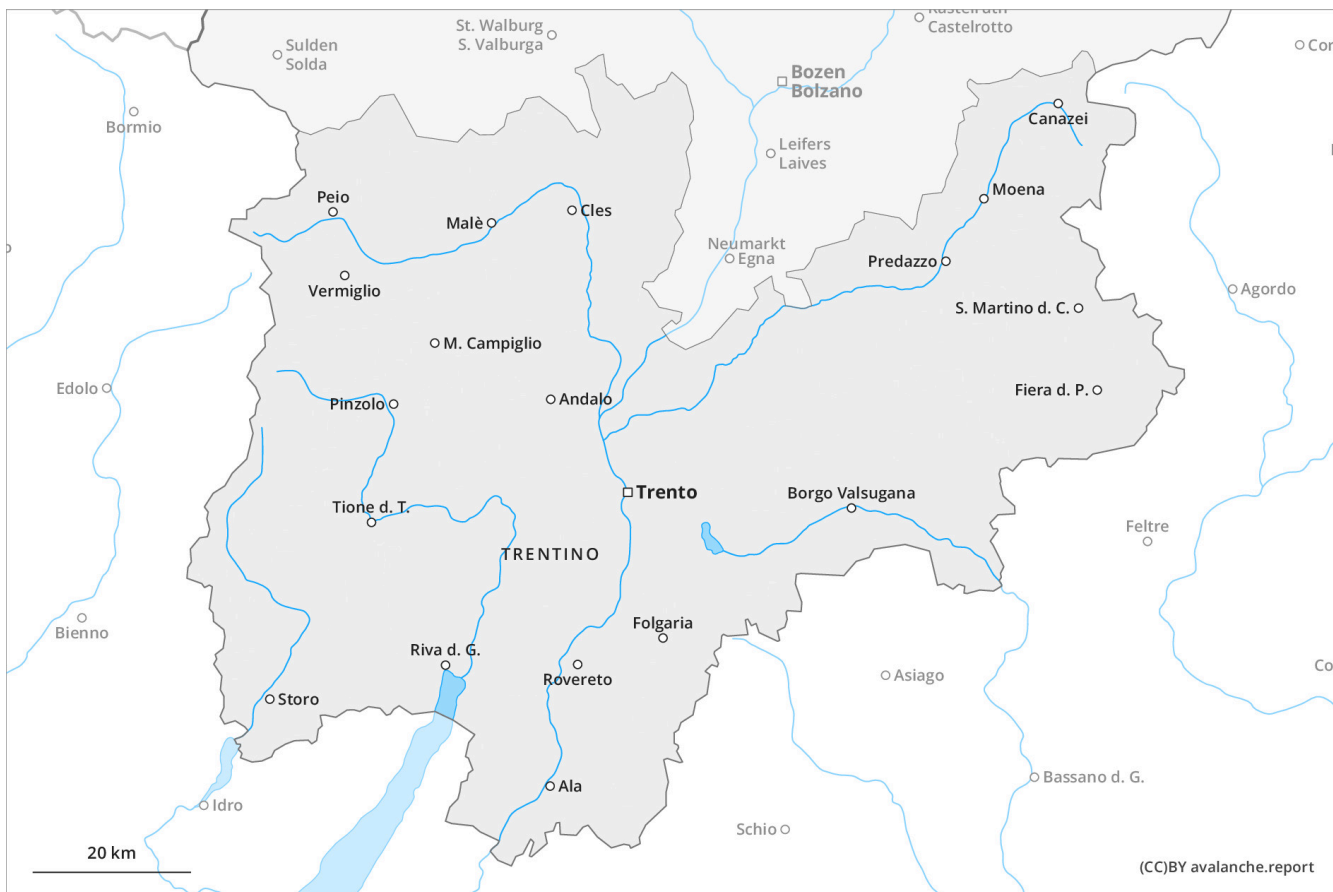 Kastelruth
Castelrotto
St. Walburg
S. Valburga
Sulden
Solda
Cor
Bozen
Bolzano
Bormio
Canazei
Leifers
Laives
Peio
Malè
Cles
Moena
Neumarkt
Egna
Predazzo
Vermiglio
Agordo
S. Martino d. C.
M. Campiglio
Edolo
Pinzolo
Andalo
Fiera d. P.
Trento
Borgo Valsugana
Tione d. T.
Feltre
TRENTINO
Bienno
Folgaria
Riva d. G.
Rovereto
Asiago
Co
Storo
Bassano d. G.
Ala
Idro
Schio
20 km
(CC)BY avalanche.report